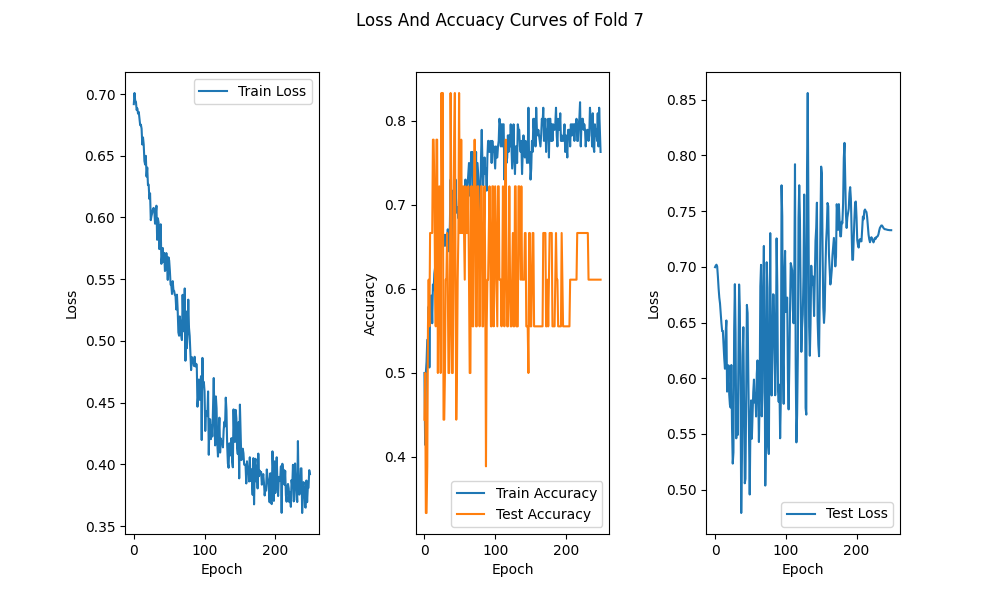 Loss And Accuacy Curves of Fold 7
0.70
0.65
0.60
0.55
0.50
0.45
0.40
0.35
Loss
0 100 200
Epoch
Train Loss
0.8
0.7
0.6
0.5
0.4
Accuracy
0 100 200
Epoch
Train Accuracy
Test Accuracy
0.85
0.80
0.75
0.70
0.65
0.60
0.55
0.50
Loss
0 100 200
Epoch
Test Loss